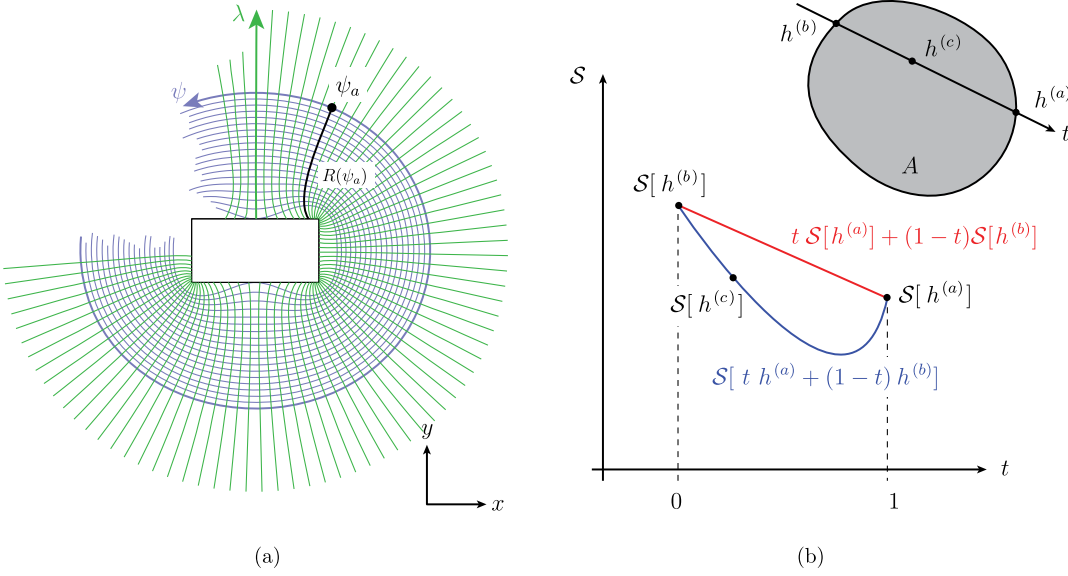 λ
ψ
ψ_a
R(ψ_a)
y
x
(a)
h^{(b)}
h^{(c)}
h^{(a)}
t
A
𝒮
𝒮[ h^{(b)}]
t 𝒮[h^{(a)}] + (1 − t)𝒮[h^{(b)}]
𝒮[ h^{(a)}]
𝒮[ h^{(c)}]
𝒮[ t h^{(a)} + (1 − t) h^{(b)}]
t
0
1
(b)